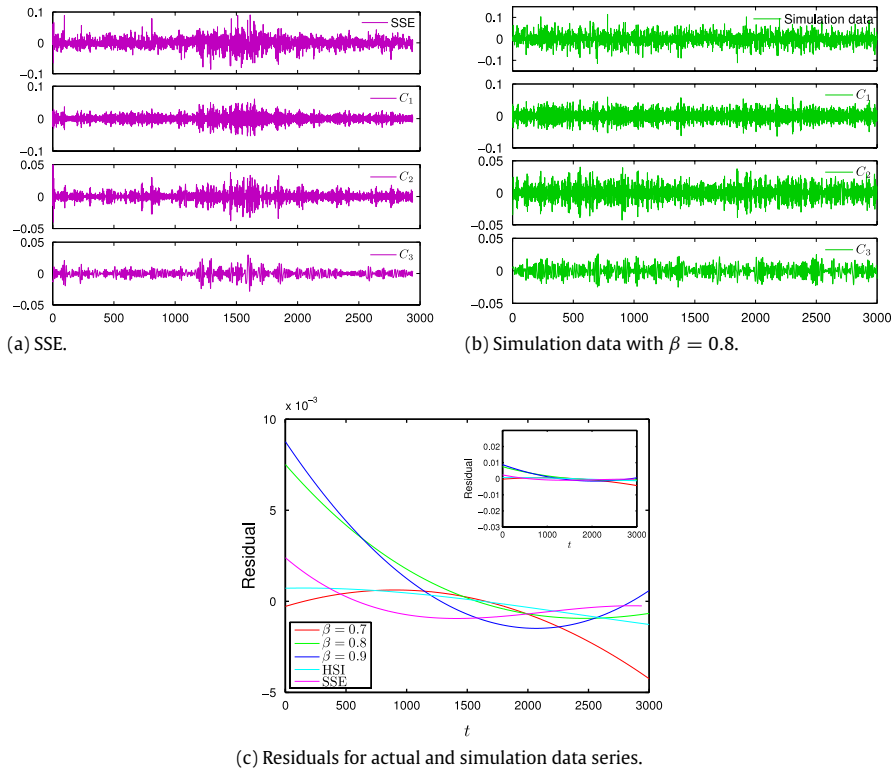 0.1
0
−0.1
SSE
0.1
0
−0.1
C1
0.05
0
−0.05
C2
0.05
0
−0.05
C3
0 500 1000 1500 2000 2500 3000
(a) SSE.
0.1
0
−0.1
Simulation data
0.1
0
−0.1
C1
0.05
0
−0.05
C2
0.05
0
−0.05
C3
0 500 1000 1500 2000 2500 3000
(b) Simulation data with β = 0.8.
x 10−3
10
5
0
−5
Residual
0 500 1000 1500 2000 2500 3000
t
β = 0.7
β = 0.8
β = 0.9
HSI
SSE
0.03
0.02
0.01
0
−0.01
−0.02
−0.03
Residual
0 1000 2000 3000
t
(c) Residuals for actual and simulation data series.